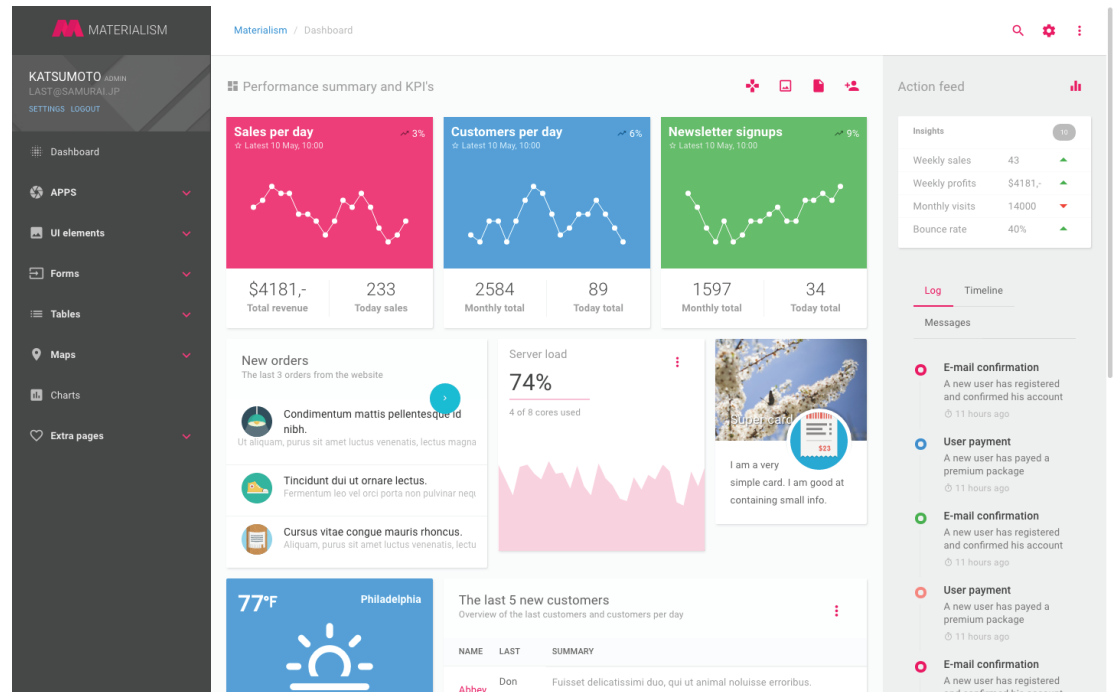 MATERIALISM
KATSUMOTO ADMIN
LAST@SAMURAI.JP
SETTINGS LOGOUT
Dashboard
APPS
UI elements
Forms
Tables
Maps
Charts
Extra pages
Materialism / Dashboard
Performance summary and KPI's
Sales per day 3%
Latest 10 May, 10:00
$4181,- 233
Total revenue Today sales
Customers per day 6%
Latest 10 May, 10:00
2584 89
Monthly total Today total
Newsletter signups 9%
Latest 10 May, 10:00
1597 34
Monthly total Today total
New orders
The last 3 orders from the website
Condimentum mattis pellentesque id
nibh.
Ut aliquam, purus sit amet luctus venenatis, lectus magna
Tincidunt dui ut ornare lectus.
Fermentum leo vel orci porta non pulvinar nequ
Cursus vitae congue mauris rhoncus.
Aliquam, purus sit amet luctus venenatis, lectu
Server load
74%
4 of 8 cores used
Super card
$23
I am a very
simple card. I am good at
containing small info.
77°F Philadelphia
The last 5 new customers
Overview of the last customers and customers per day
NAME LAST SUMMARY
Abbey Don Fuisset delicatissimi duo, qui ut animal noluisse erroribus.
Action feed
Insights 10
Weekly sales 43
Weekly profits $4181,-
Monthly visits 14000
Bounce rate 40%
Log Timeline
Messages
E-mail confirmation
A new user has registered
and confirmed his account
11 hours ago
User payment
A new user has payed a
premium package
11 hours ago
E-mail confirmation
A new user has registered
and confirmed his account
11 hours ago
User payment
A new user has payed a
premium package
11 hours ago
E-mail confirmation
A new user has registered
and confirmed his account